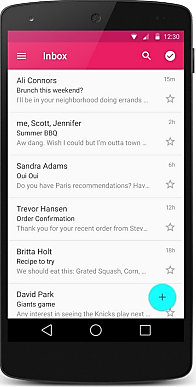 12:30
Inbox
Ali Connors 15m
Brunch this weekend?
I'll be in your neighborhood doing errands ...
me, Scott, Jennifer 2h
Summer BBQ
Aw dang. Wish I could but I'm outta town ...
Sandra Adams 6h
Oui Oui
Do you have Paris recommendations? Hav...
Trevor Hansen 12h
Order Confirmation
Thank you for your recent order from Stev...
Britta Holt 18h
Recipe to try
We should eat this: Grated Squash, Corn, ...
David Park
Giants game
Any interest in seeing the Knicks play next